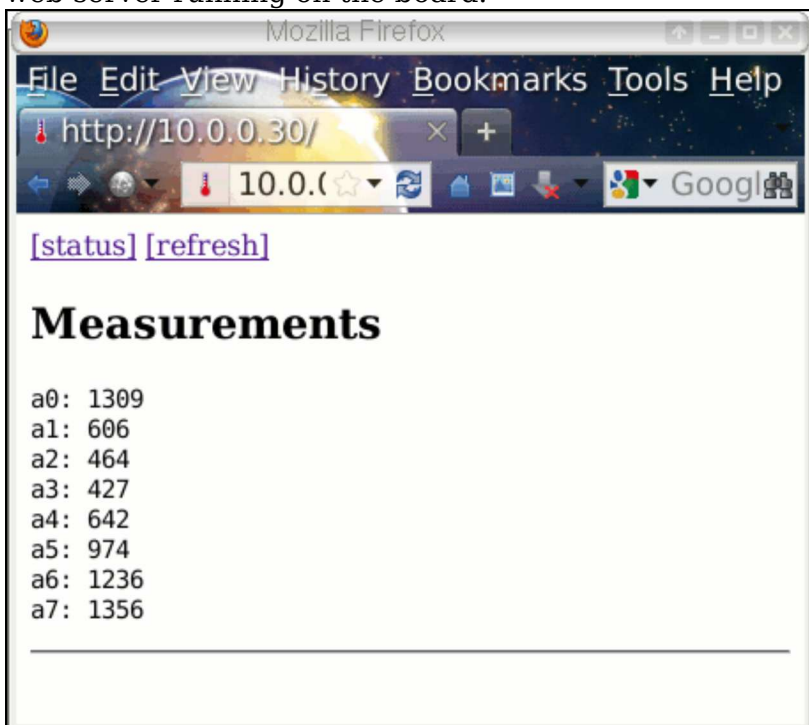 web server running on the board.
Mozilla Firefox
File Edit View History Bookmarks Tools Help
http://10.0.0.30/
10.0.( Googl
[status] [refresh]
Measurements
a0: 1309
a1: 606
a2: 464
a3: 427
a4: 642
a5: 974
a6: 1236
a7: 1356